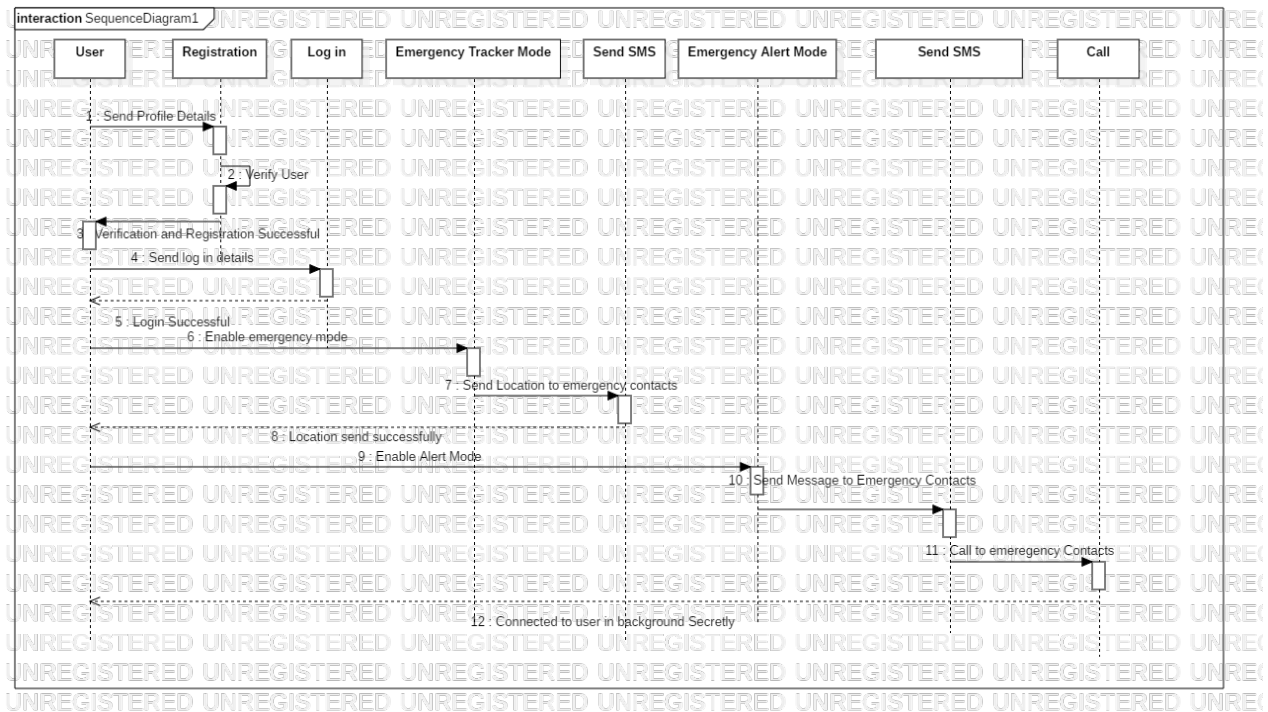 interaction SequenceDiagram1
User
Registration
Log in
Emergency Tracker Mode
Send SMS
Emergency Alert Mode
Send SMS
Call
1 : Send Profile Details
2 : Verify User
3 : Verification and Registration Successful
4 : Send log in details
5 : Login Successful
6 : Enable emergency mode
7 : Send Location to emergency contacts
8 : Location send successfully
9 : Enable Alert Mode
10 : Send Message to Emergency Contacts
11 : Call to emeregency Contacts
12 : Connected to user in background Secretly
UNREGISTERED